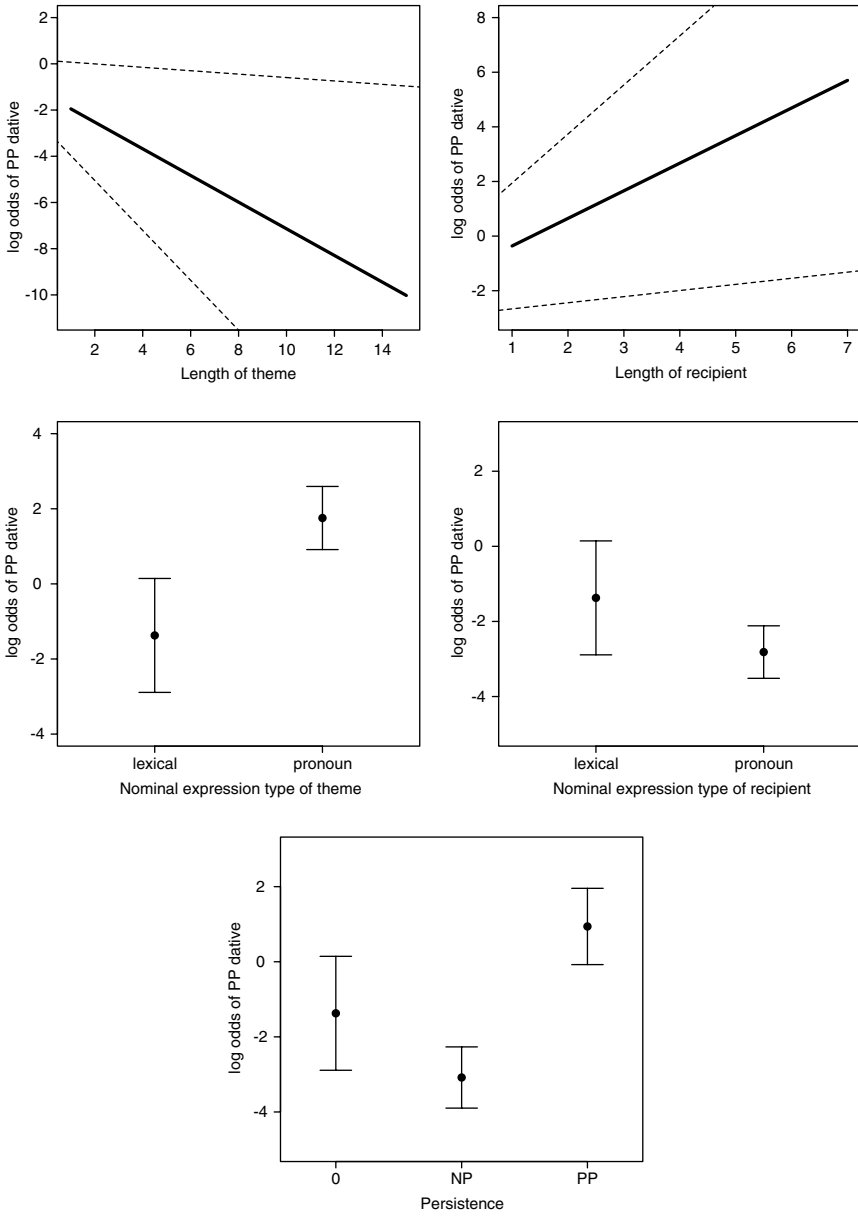 log odds of PP dative
2
0
-2
-4
-6
-8
-10
2 4 6 8 10 12 14
Length of theme
log odds of PP dative
8
6
4
2
0
-2
1 2 3 4 5 6 7
Length of recipient
log odds of PP dative
4
2
0
-2
-4
lexical pronoun
Nominal expression type of theme
log odds of PP dative
2
0
-2
-4
lexical pronoun
Nominal expression type of recipient
log odds of PP dative
2
0
-2
-4
0 NP PP
Persistence